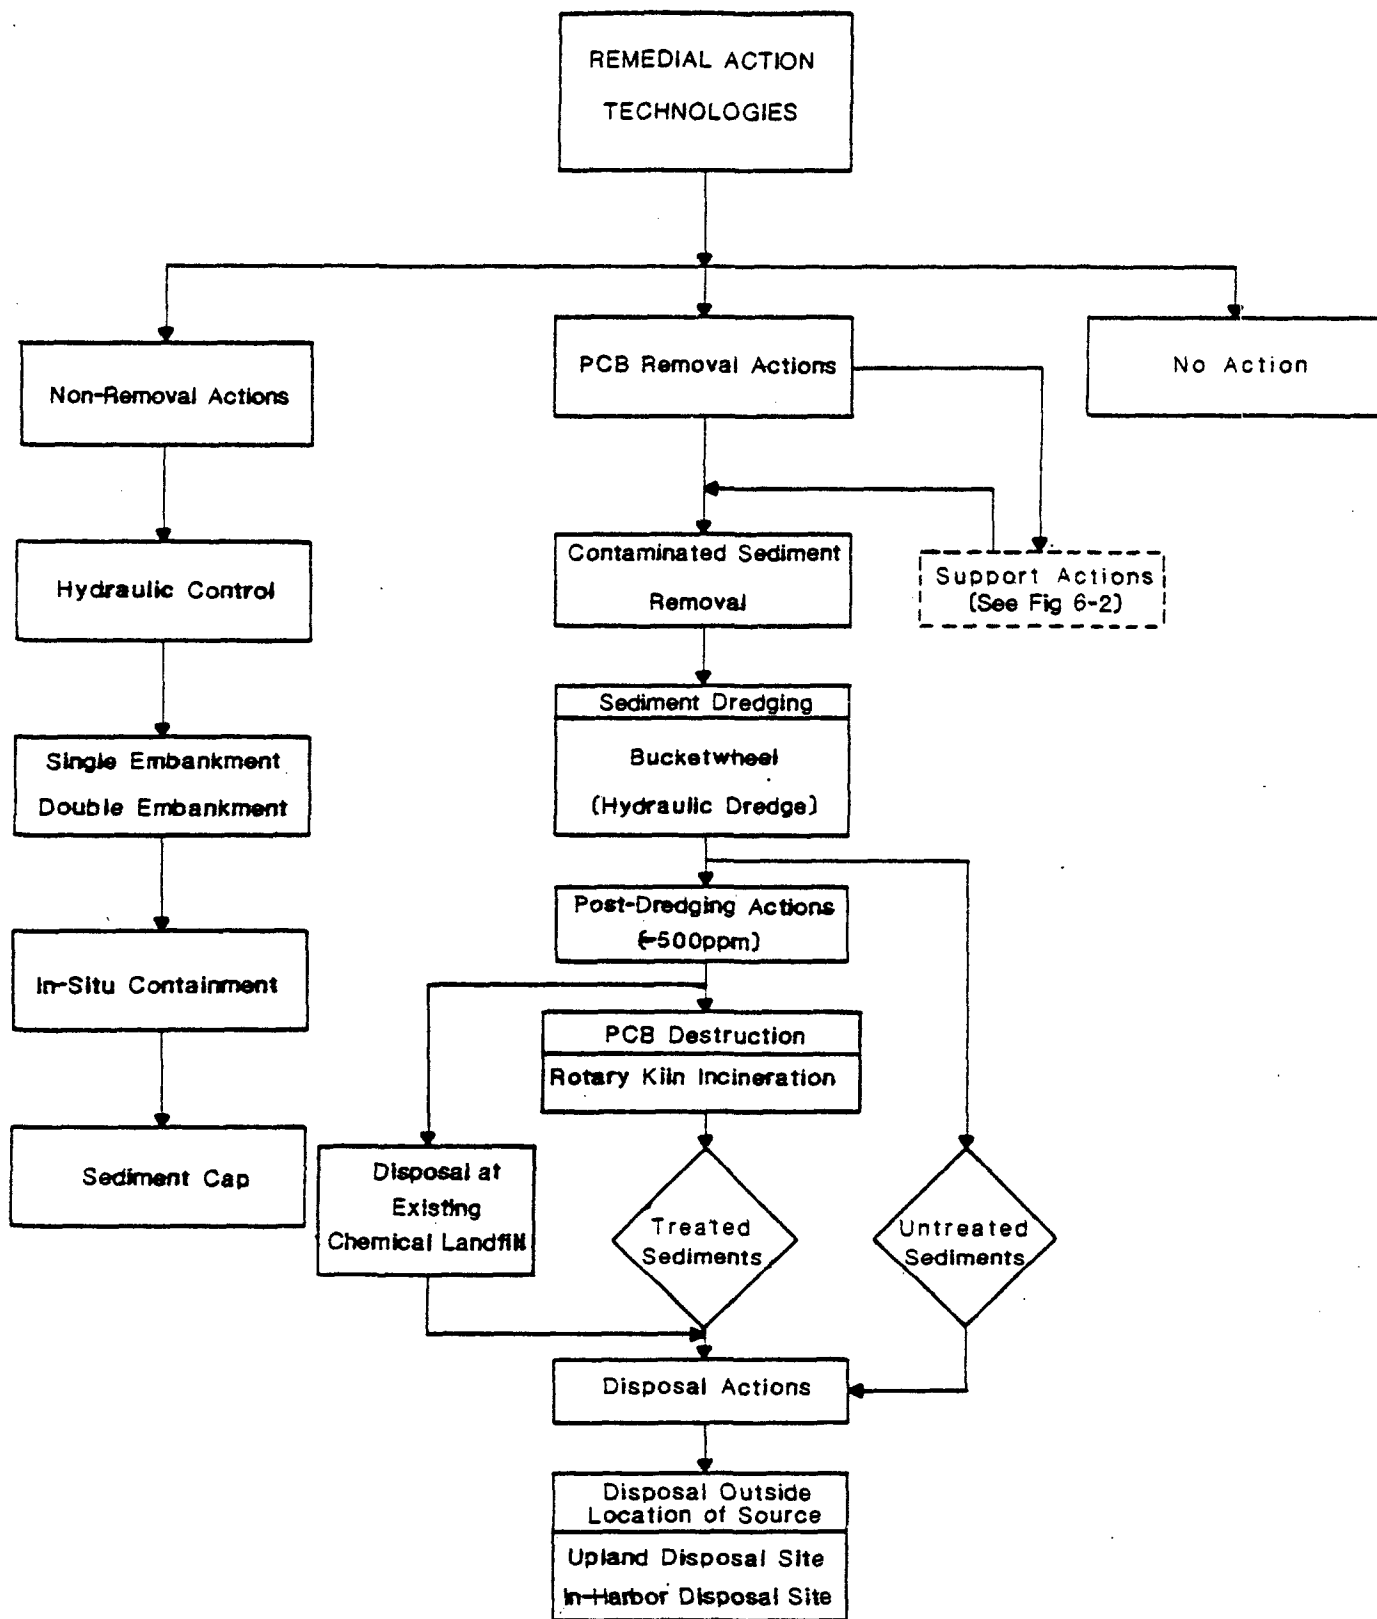 REMEDIAL ACTION
TECHNOLOGIES
Non-Removal Actions
PCB Removal Actions
No Action
Hydraulic Control
Contaminated Sediment
Removal
Support Actions
(See Fig 6-2)
Single Embankment
Double Embankment
Sediment Dredging
Bucketwheel
(Hydraulic Dredge)
Post-Dredging Actions
500ppm)
In-Situ Containment
PCB Destruction
Rotary Kiln Incineration
Sediment Cap
Disposal at
Existing
Chemical Landfill
Treated
Sediments
Untreated
Sediments
Disposal Actions
Disposal Outside
Location of Source
Upland Disposal Site
In-Harbor Disposal Site